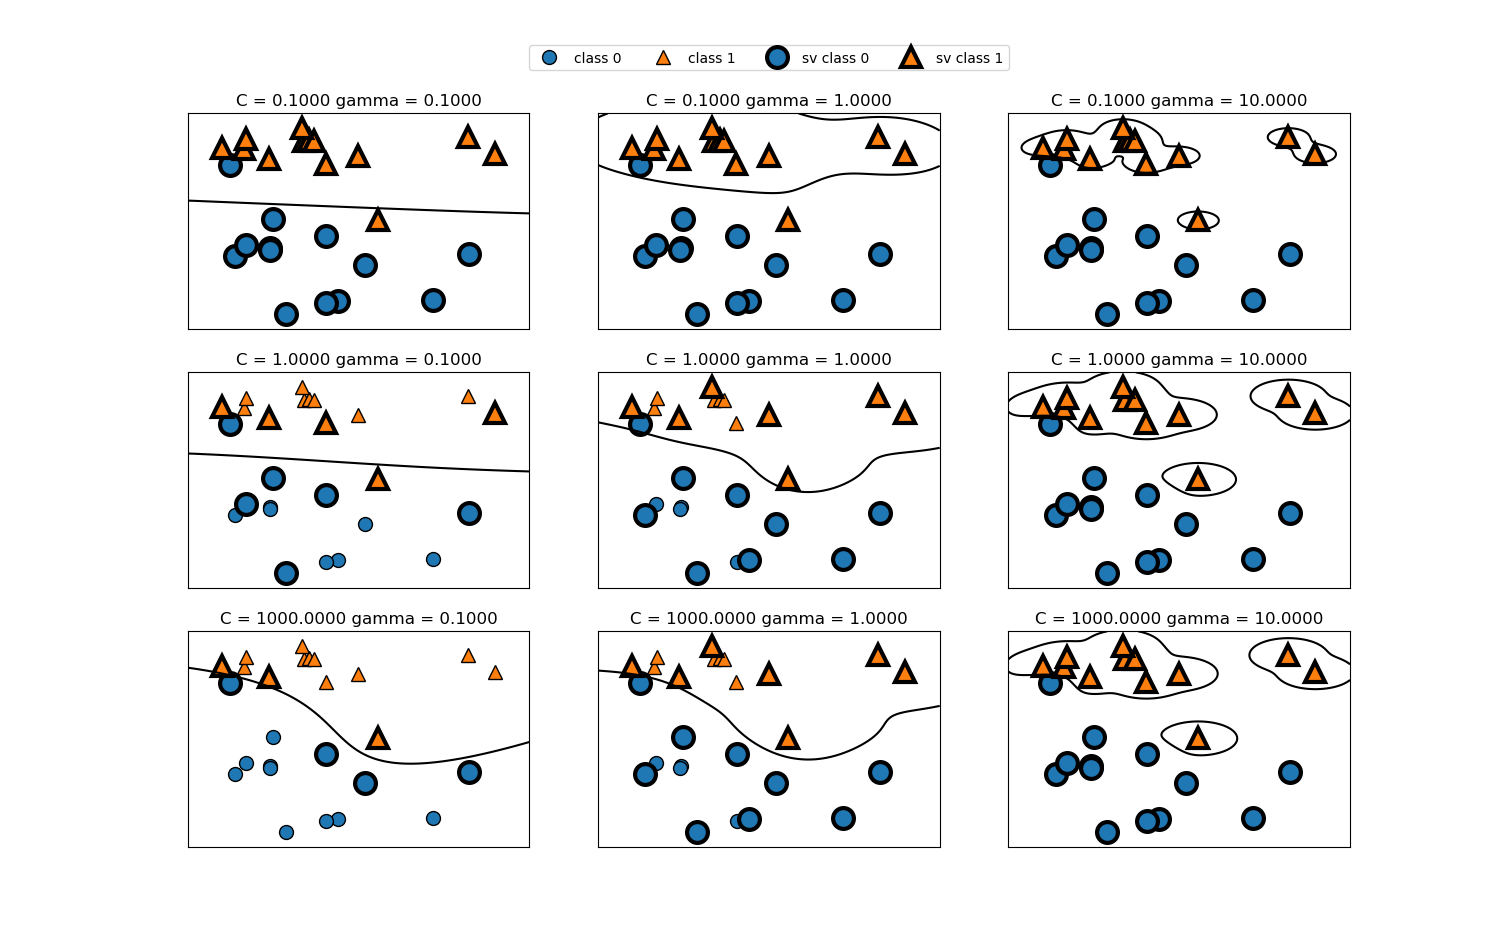 class 0 class 1 sv class 0 sv class 1
C = 0.1000 gamma = 0.1000
C = 0.1000 gamma = 1.0000
C = 0.1000 gamma = 10.0000
C = 1.0000 gamma = 0.1000
C = 1.0000 gamma = 1.0000
C = 1.0000 gamma = 10.0000
C = 1000.0000 gamma = 0.1000
C = 1000.0000 gamma = 1.0000
C = 1000.0000 gamma = 10.0000